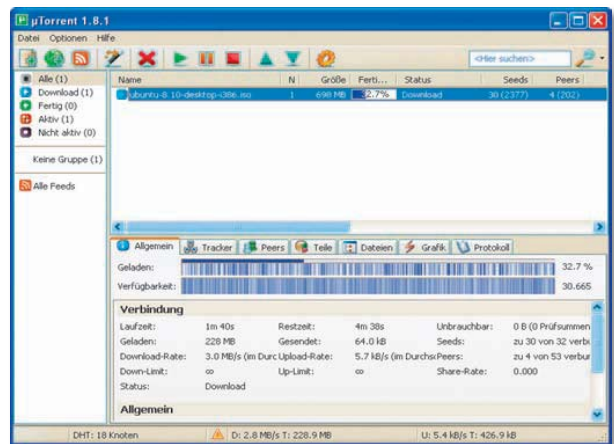 µTorrent 1.8.1
Datei Optionen Hilfe
<Hier suchen>
Alle (1)
Download (1)
Fertig (0)
Aktiv (1)
Nicht aktiv (0)
Keine Gruppe (1)
Alle Feeds
Name N Größe Ferti... Status Seeds Peers
ubuntu-8.10-desktop-i386.iso 1 698 MB 32.7% Download 30 (2377) 4 (202)
Allgemein Tracker Peers Teile Dateien Grafik Protokoll
Geladen: 32.7 %
Verfügbarkeit: 30.665
Verbindung
Laufzeit: 1m 40s Restzeit: 4m 38s Unbrauchbar: 0 B (0 Prüfsummen
Geladen: 228 MB Gesendet: 64.0 kB Seeds: zu 30 von 32 verbu
Download-Rate: 3.0 MB/s (im Durc Upload-Rate: 5.7 kB/s (im Durchs Peers: zu 4 von 53 verbur
Down-Limit: ∞ Up-Limit: ∞ Share-Rate: 0.000
Status: Download
Allgemein
DHT: 18 Knoten D: 2.8 MB/s T: 228.9 MB U: 5.4 kB/s T: 426.9 kB